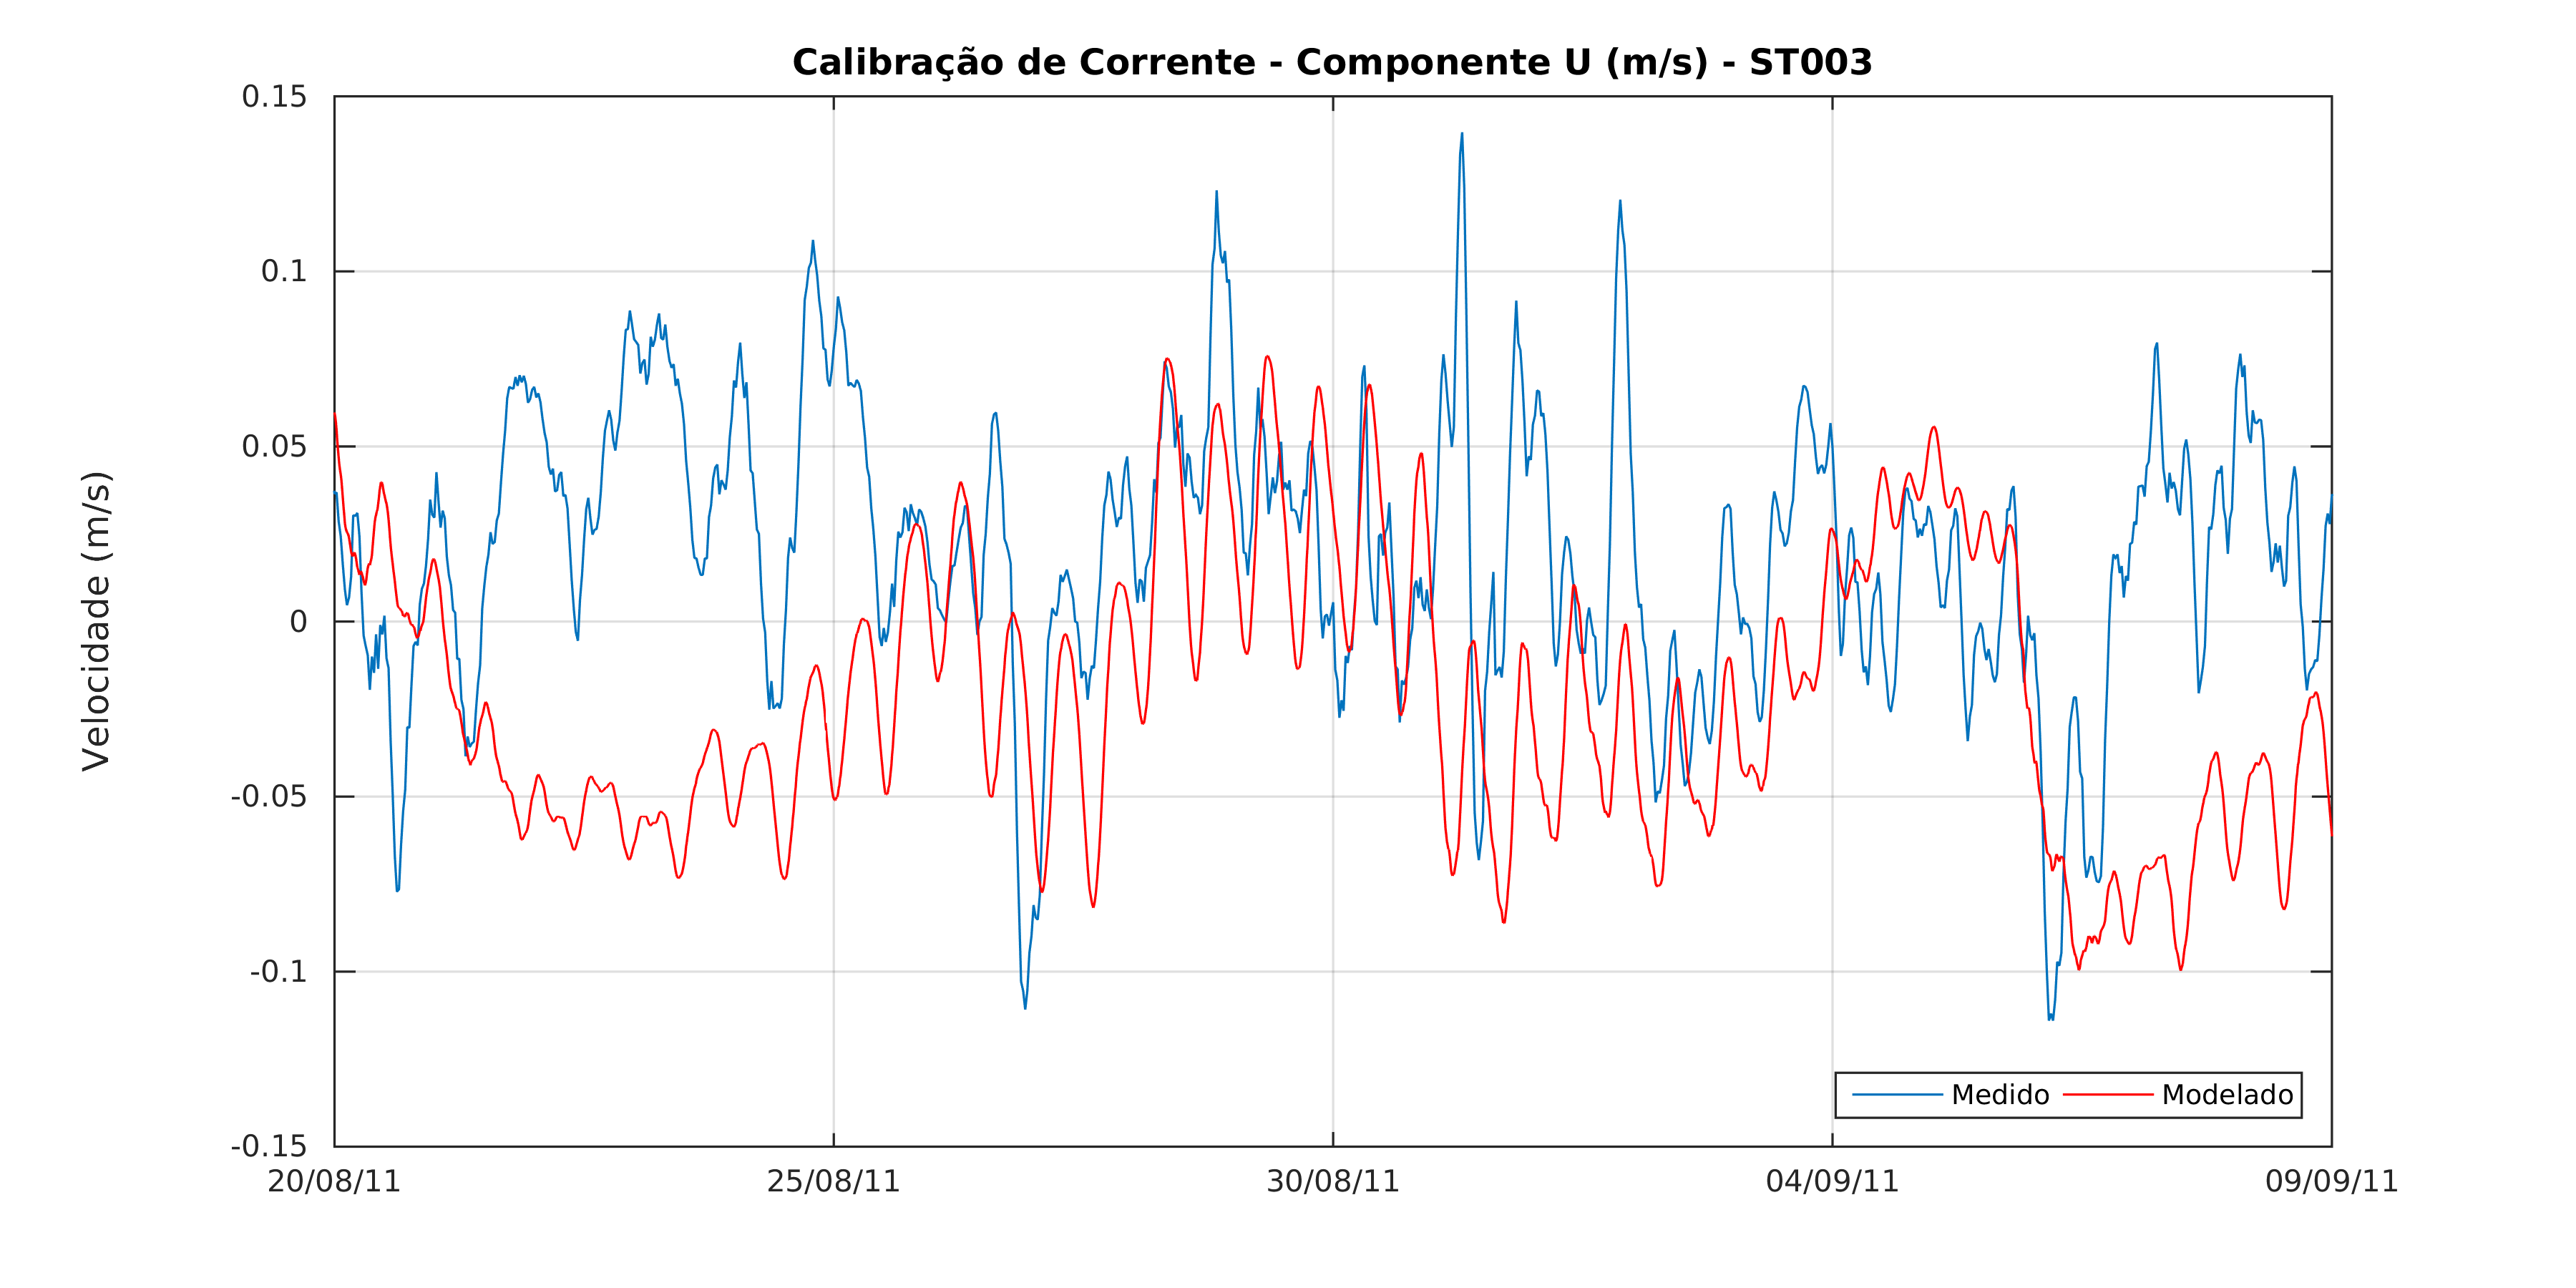 Calibração de Corrente - Componente U (m/s) - ST003
Velocidade (m/s)
0.15
0.1
0.05
0
-0.05
-0.1
-0.15
20/08/11 25/08/11 30/08/11 04/09/11 09/09/11
Medido Modelado